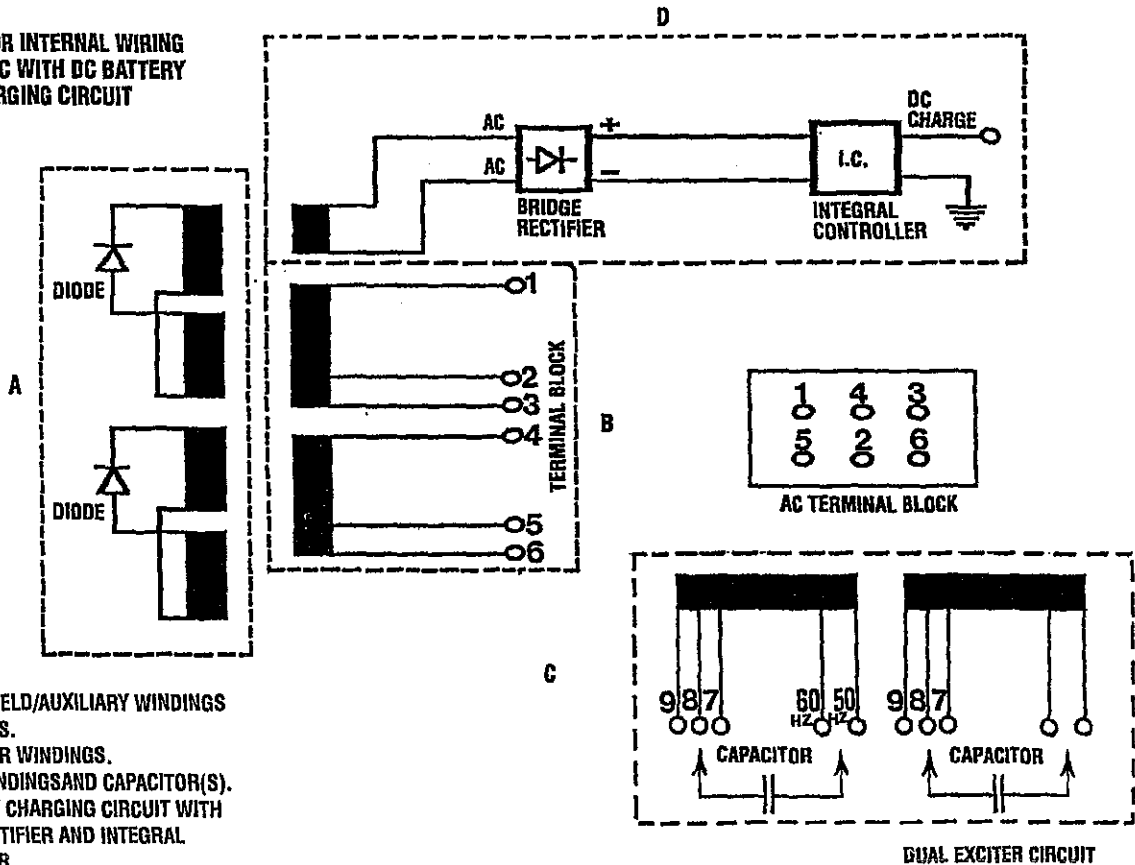 D
OR INTERNAL WIRING
C WITH DC BATTERY
RGING CIRCUIT
AC
AC
+
−
BRIDGE
RECTIFIER
I.C.
INTEGRAL
CONTROLLER
DC
CHARGE
DIODE
DIODE
A
1
2
3
4
5
6
TERMINAL BLOCK
B
1 4 3
5 2 6
AC TERMINAL BLOCK
C
9 8 7 60 HZ 50 HZ
CAPACITOR
9 8 7
CAPACITOR
DUAL EXCITER CIRCUIT
ELD/AUXILIARY WINDINGS
S.
R WINDINGS.
NDINGSAND CAPACITOR(S).
CHARGING CIRCUIT WITH
TIFIER AND INTEGRAL
R